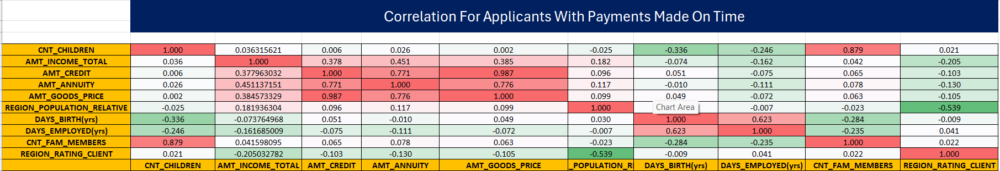 Correlation For Applicants With Payments Made On Time
CNT_CHILDREN 1.000 0.036315621 0.006 0.026 0.002 -0.025 -0.336 -0.246 0.879 0.021
AMT_INCOME_TOTAL 0.036 1.000 0.378 0.451 0.385 0.182 -0.074 -0.162 0.042 -0.205
AMT_CREDIT 0.006 0.377963032 1.000 0.771 0.987 0.096 0.051 -0.075 0.065 -0.103
AMT_ANNUITY 0.026 0.451137151 0.771 1.000 0.776 0.117 -0.010 -0.111 0.078 -0.130
AMT_GOODS_PRICE 0.002 0.384573329 0.987 0.776 1.000 0.099 0.049 -0.072 0.063 -0.105
REGION_POPULATION_RELATIVE -0.025 0.181936304 0.096 0.117 0.099 1.000 Chart Area -0.007 -0.023 -0.539
DAYS_BIRTH(yrs) -0.336 -0.073764968 0.051 -0.010 0.049 0.030 1.000 0.623 -0.284 -0.009
DAYS_EMPLOYED(yrs) -0.246 -0.161685009 -0.075 -0.111 -0.072 -0.007 0.623 1.000 -0.235 0.041
CNT_FAM_MEMBERS 0.879 0.041598095 0.065 0.078 0.063 -0.023 -0.284 -0.235 1.000 0.022
REGION_RATING_CLIENT 0.021 -0.205032782 -0.103 -0.130 -0.105 -0.539 -0.009 0.041 0.022 1.000
CNT_CHILDREN AMT_INCOME_TOTAL AMT_CREDIT AMT_ANNUITY AMT_GOODS_PRICE _POPULATION_RI DAYS_BIRTH(yrs) DAYS_EMPLOYED(yrs) CNT_FAM_MEMBERS REGION_RATING_CLIENT